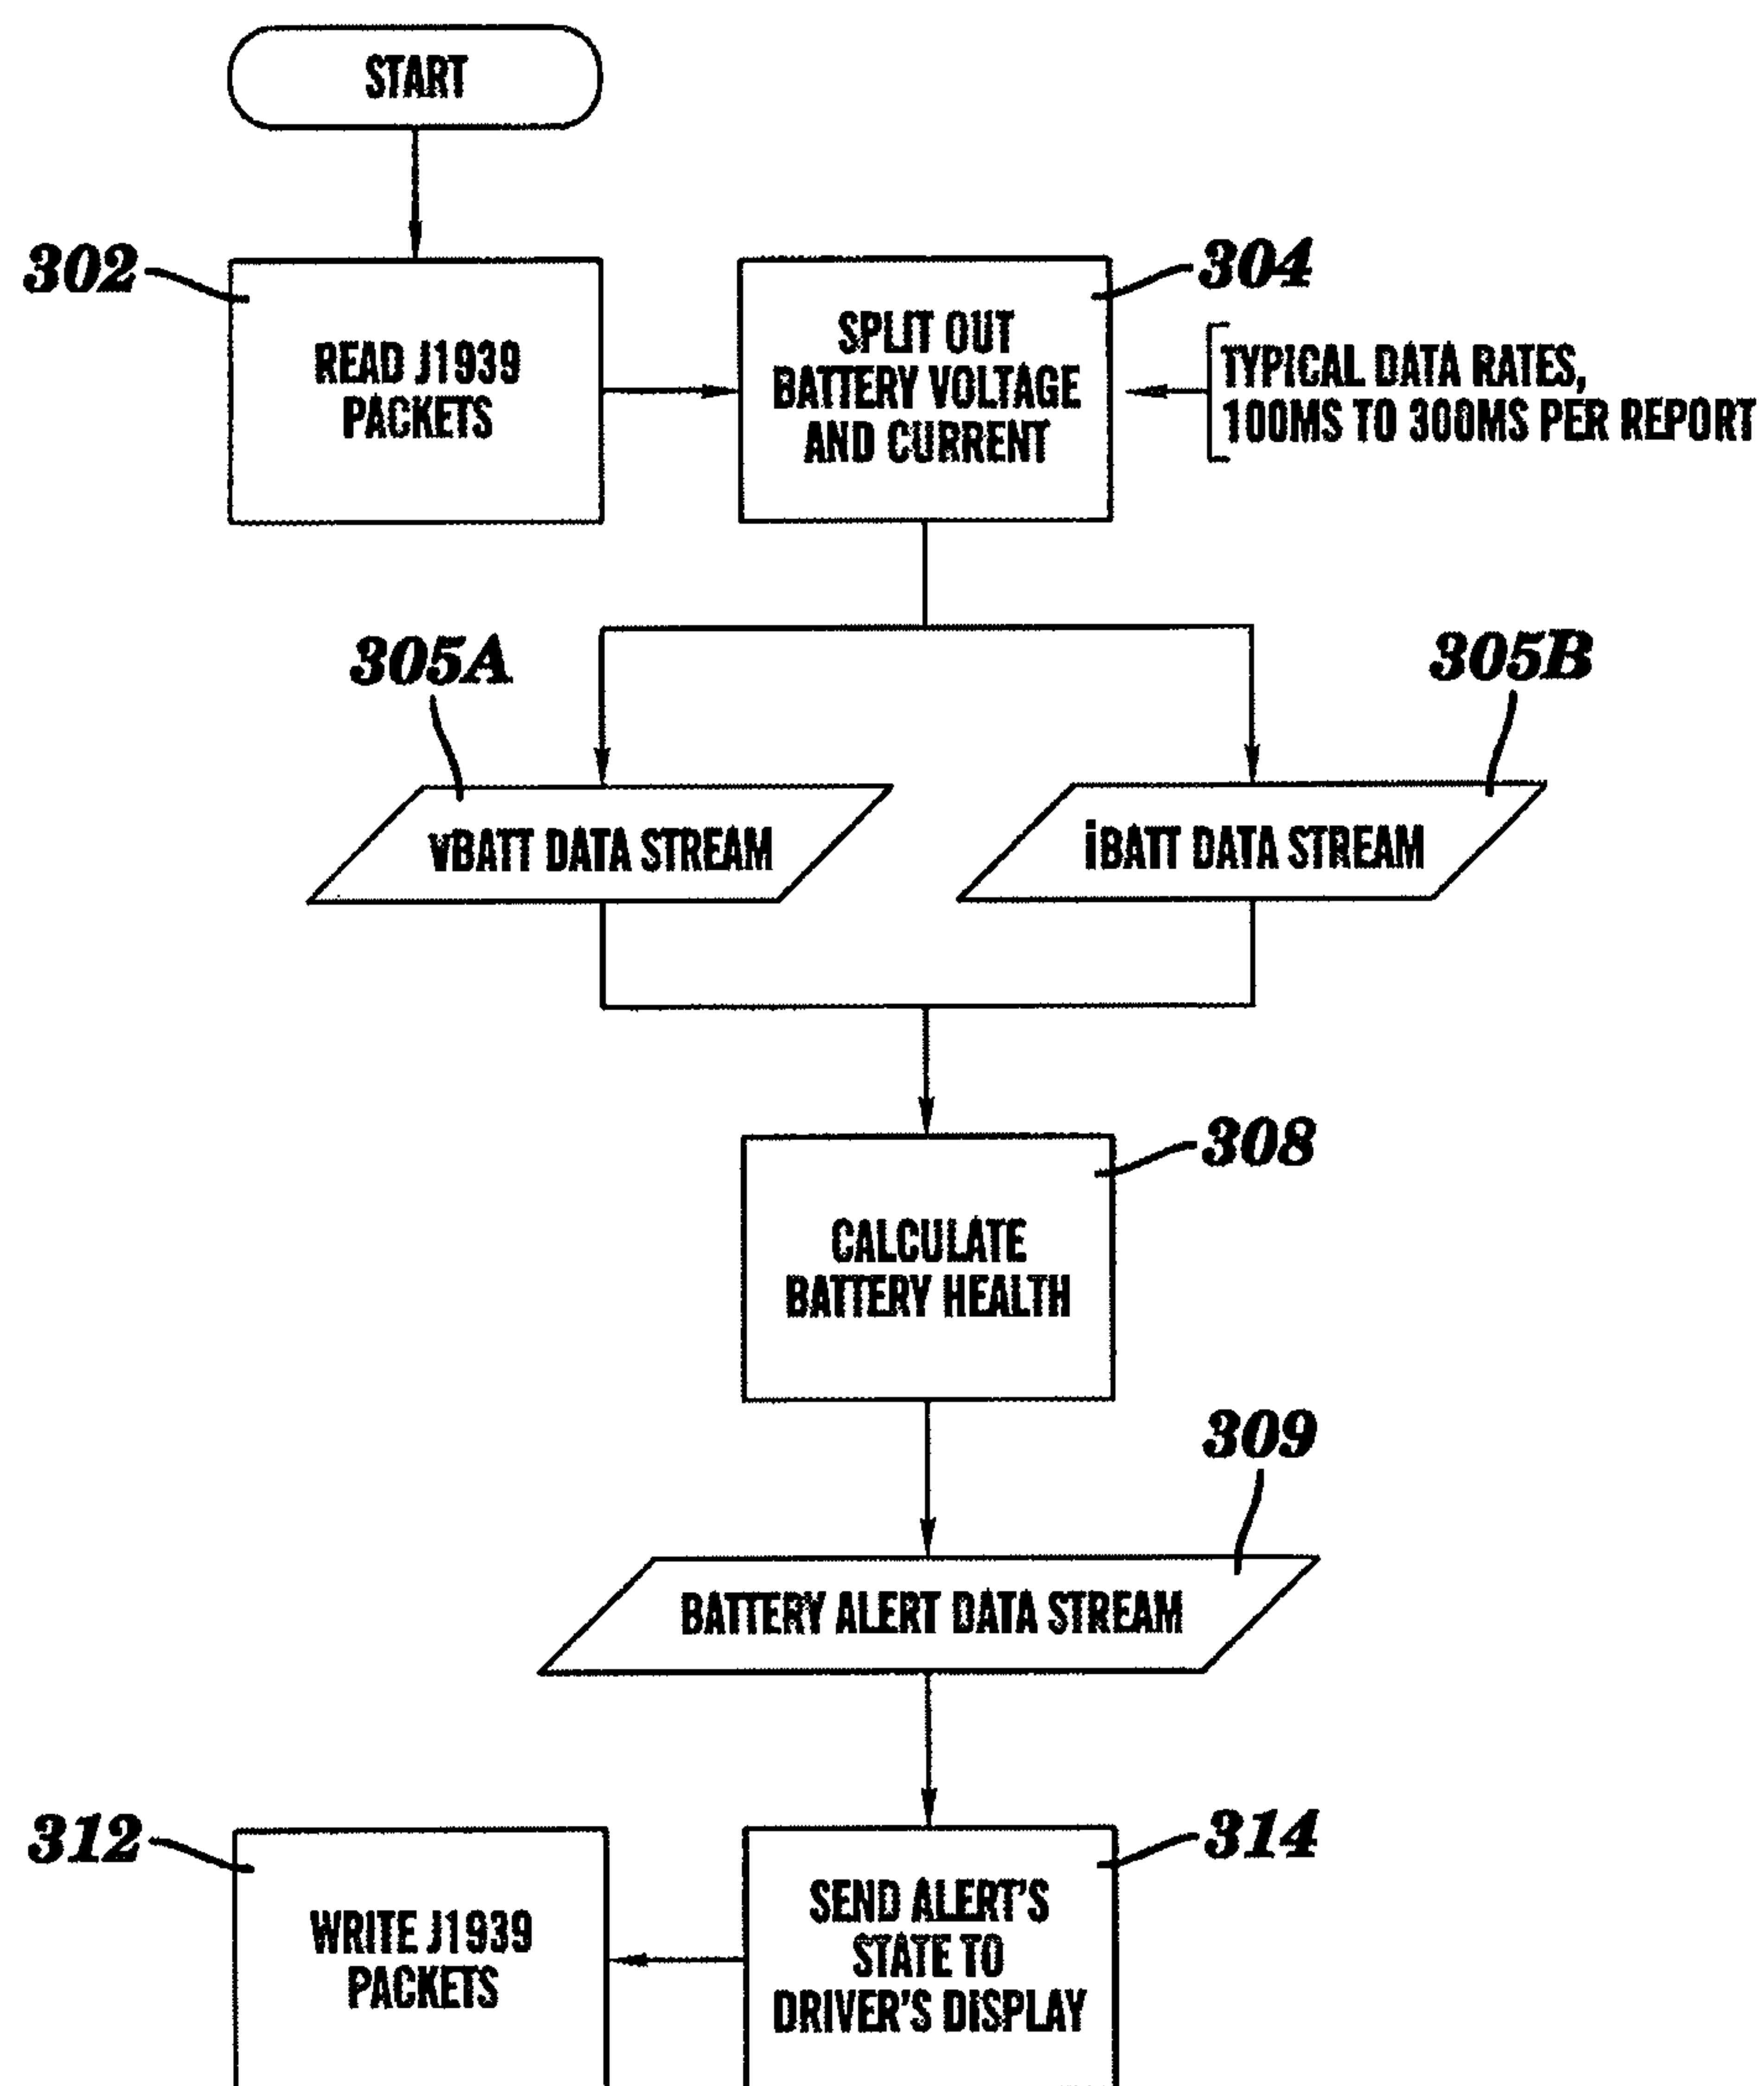 START
302
READ J1939
PACKETS
304
SPLIT OUT
BATTERY VOLTAGE
AND CURRENT
TYPICAL DATA RATES,
100MS TO 300MS PER REPORT
305A
305B
vBATT DATA STREAM
iBATT DATA STREAM
308
CALCULATE
BATTERY HEALTH
309
BATTERY ALERT DATA STREAM
312
WRITE J1939
PACKETS
314
SEND ALERT'S
STATE TO
DRIVER'S DISPLAY